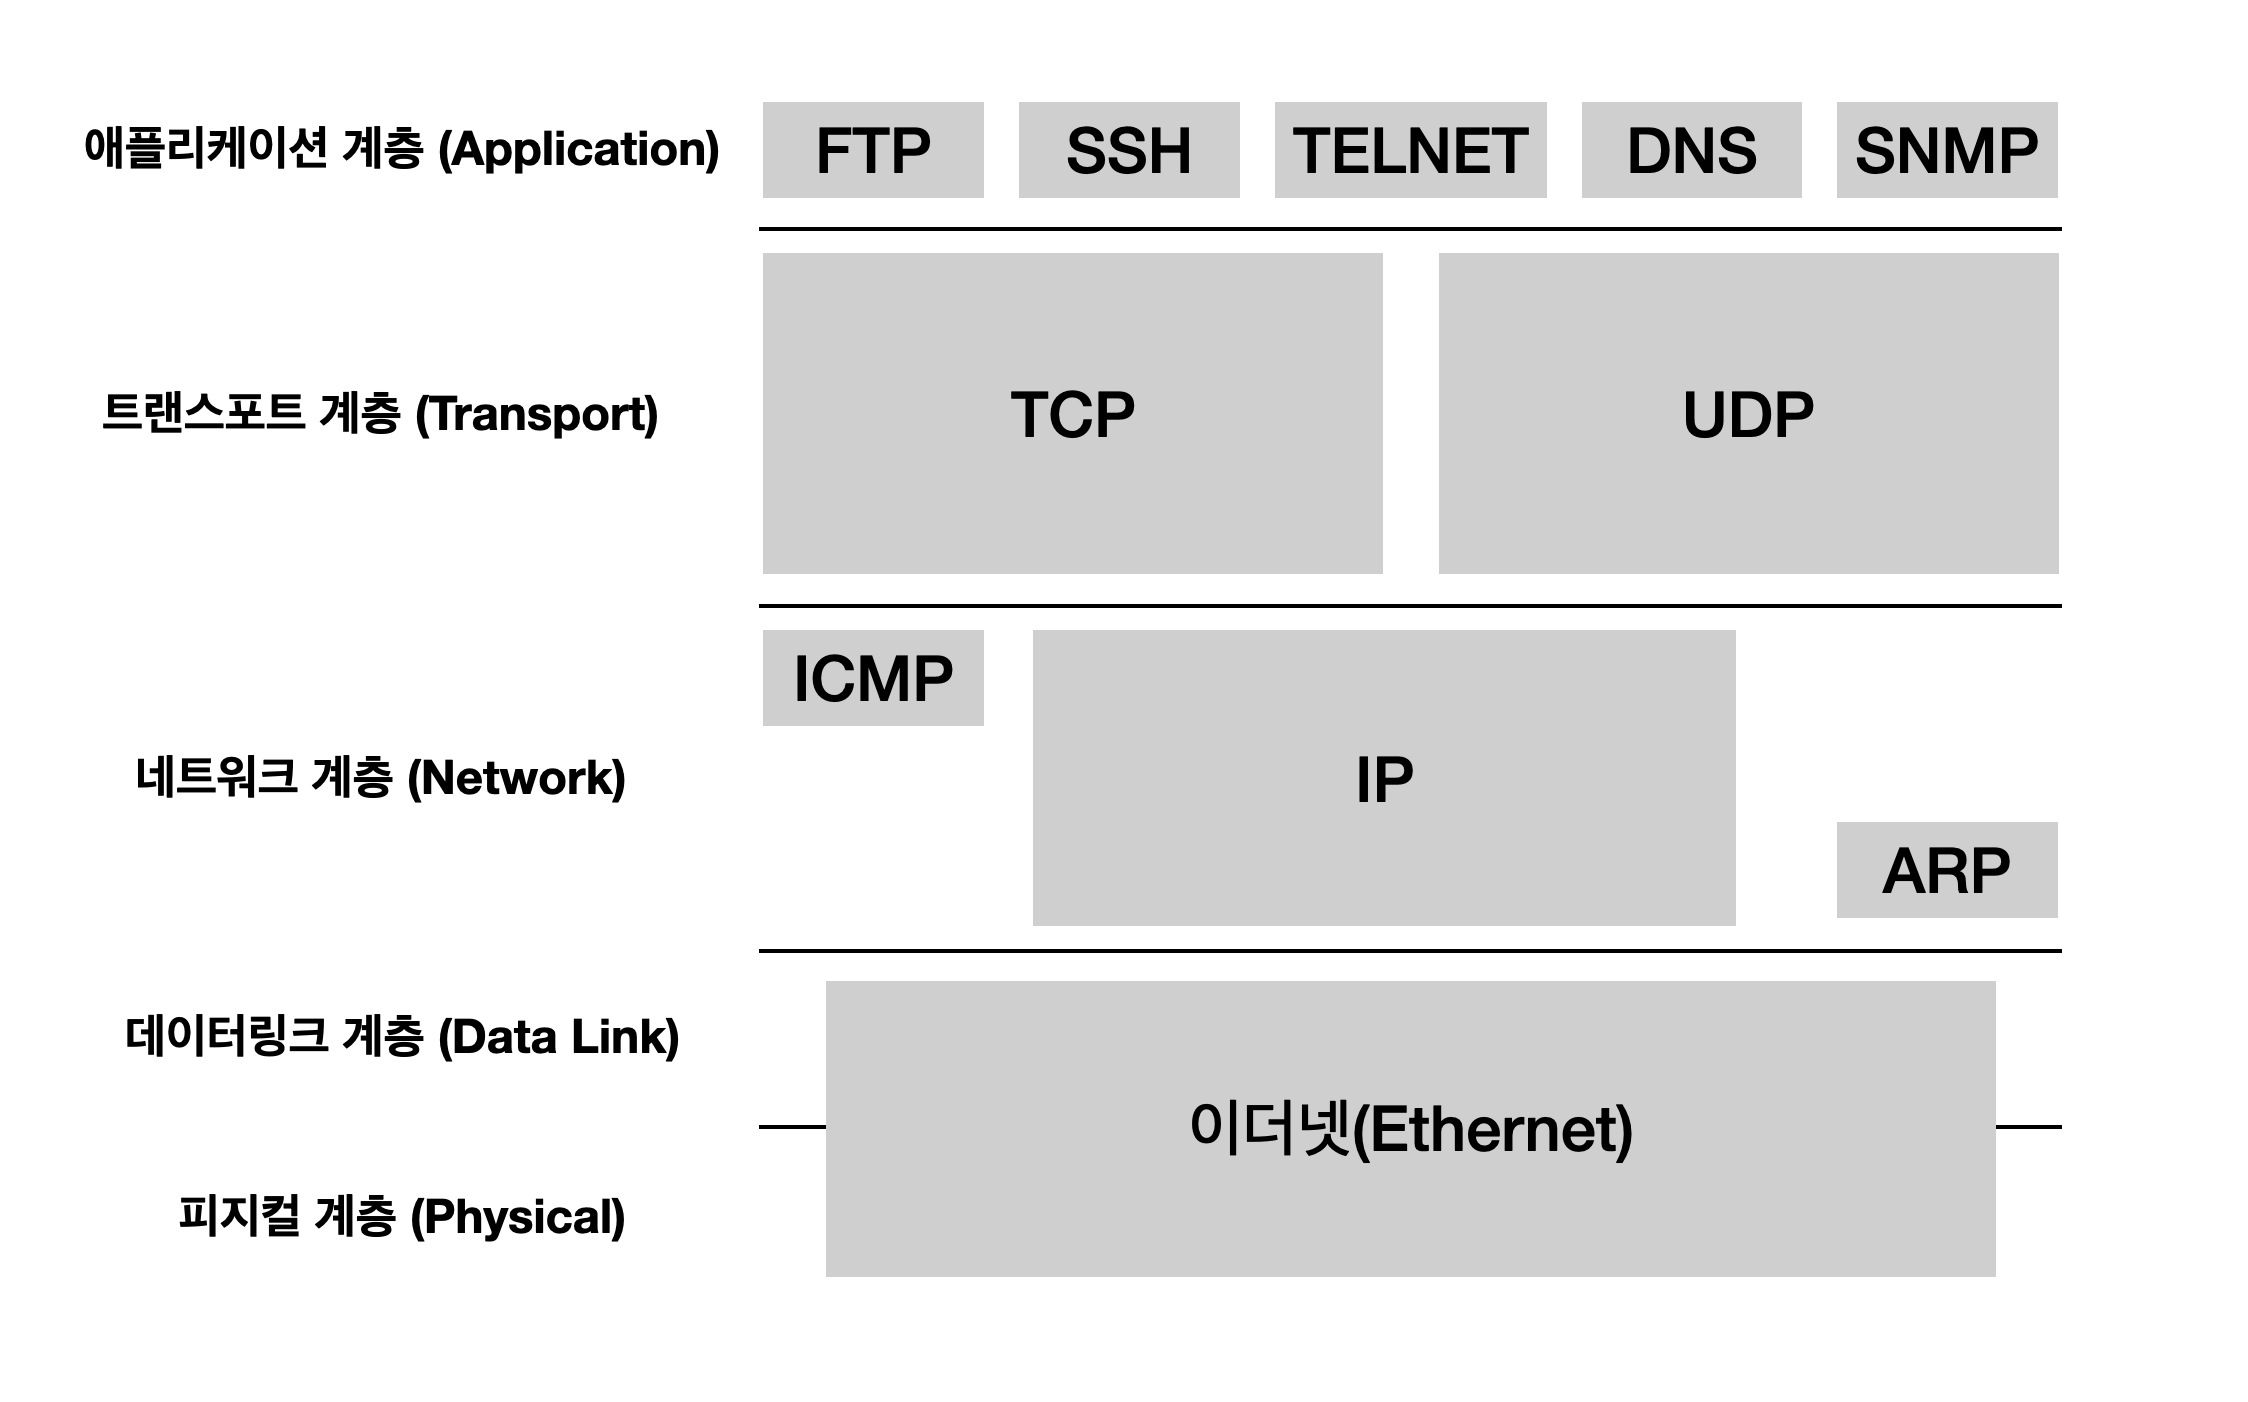 애플리케이션 계층 (Application)
FTP
SSH
TELNET
DNS
SNMP
트랜스포트 계층 (Transport)
TCP
UDP
네트워크 계층 (Network)
ICMP
IP
ARP
데이터링크 계층 (Data Link)
이더넷(Ethernet)
피지컬 계층 (Physical)